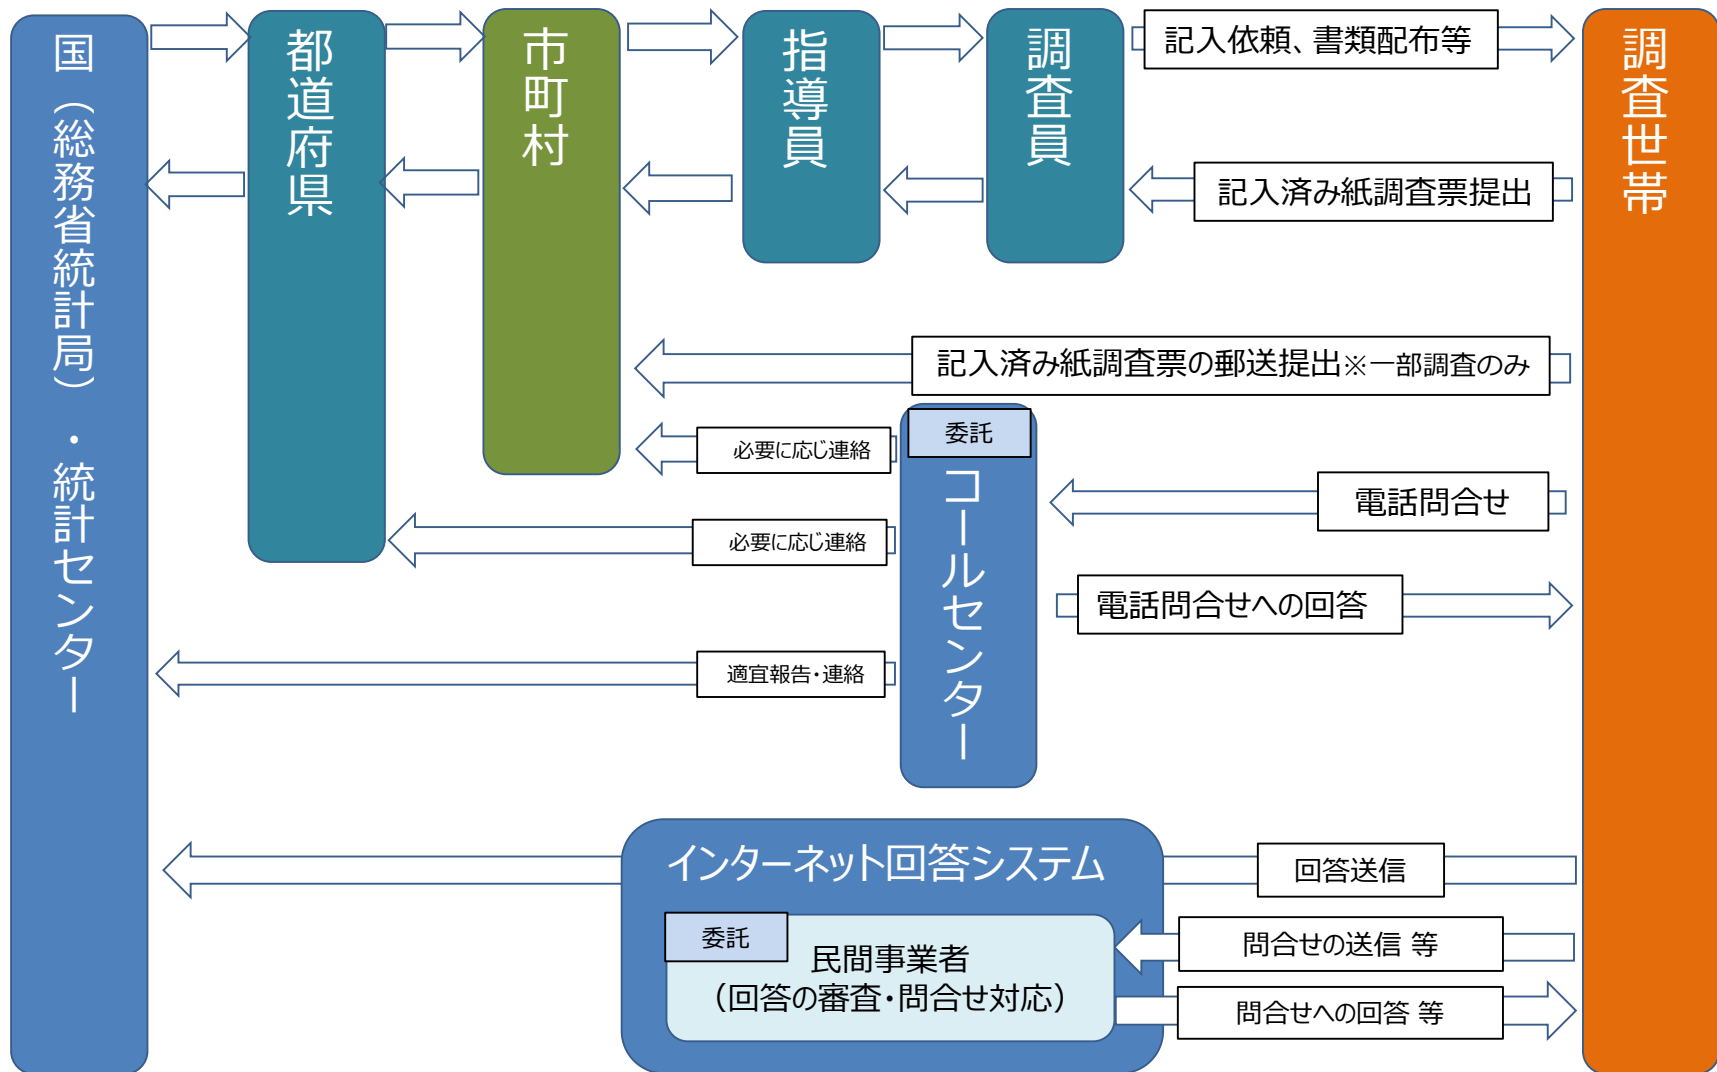 国（総務省統計局）・統計センター
都道府県
市町村
指導員
調査員
記入依頼、書類配布等
調査世帯
記入済み紙調査票提出
記入済み紙調査票の郵送提出※一部調査のみ
委託
コールセンター
必要に応じ連絡
電話問合せ
必要に応じ連絡
電話問合せへの回答
適宜報告・連絡
インターネット回答システム
回答送信
委託
民間事業者
（回答の審査・問合せ対応）
問合せの送信 等
問合せへの回答 等